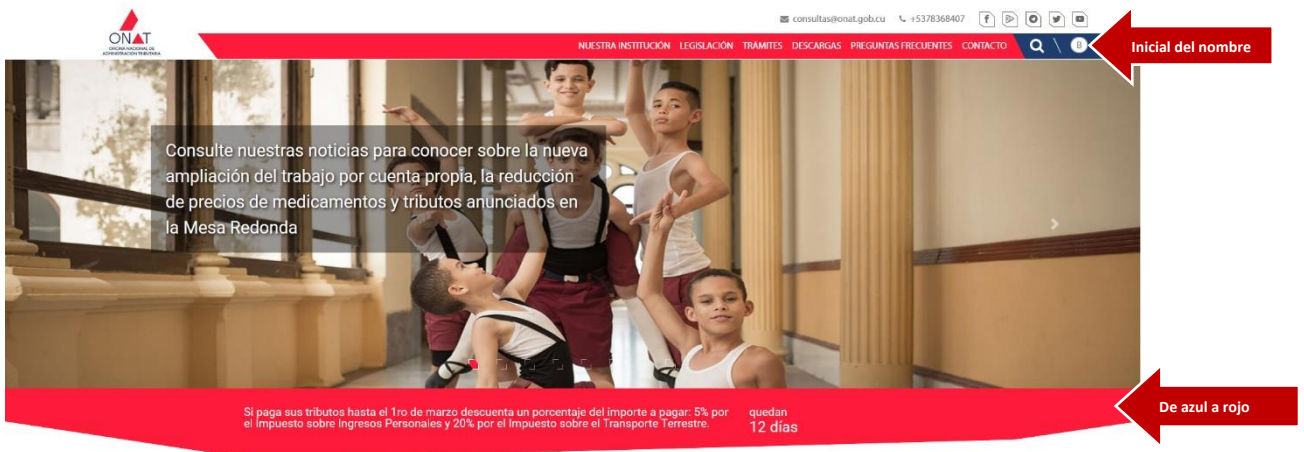 consultas@onat.gob.cu +5378368407
ONAT
OFICINA NACIONAL DE
ADMINISTRACIÓN TRIBUTARIA
NUESTRA INSTITUCIÓN LEGISLACIÓN TRÁMITES DESCARGAS PREGUNTAS FRECUENTES CONTACTO B
Inicial del nombre
Consulte nuestras noticias para conocer sobre la nueva
ampliación del trabajo por cuenta propia, la reducción
de precios de medicamentos y tributos anunciados en
la Mesa Redonda
Si paga sus tributos hasta el 1ro de marzo descuenta un porcentaje del importe a pagar: 5% por
el Impuesto sobre Ingresos Personales y 20% por el Impuesto sobre el Transporte Terrestre.
quedan
12 días
De azul a rojo